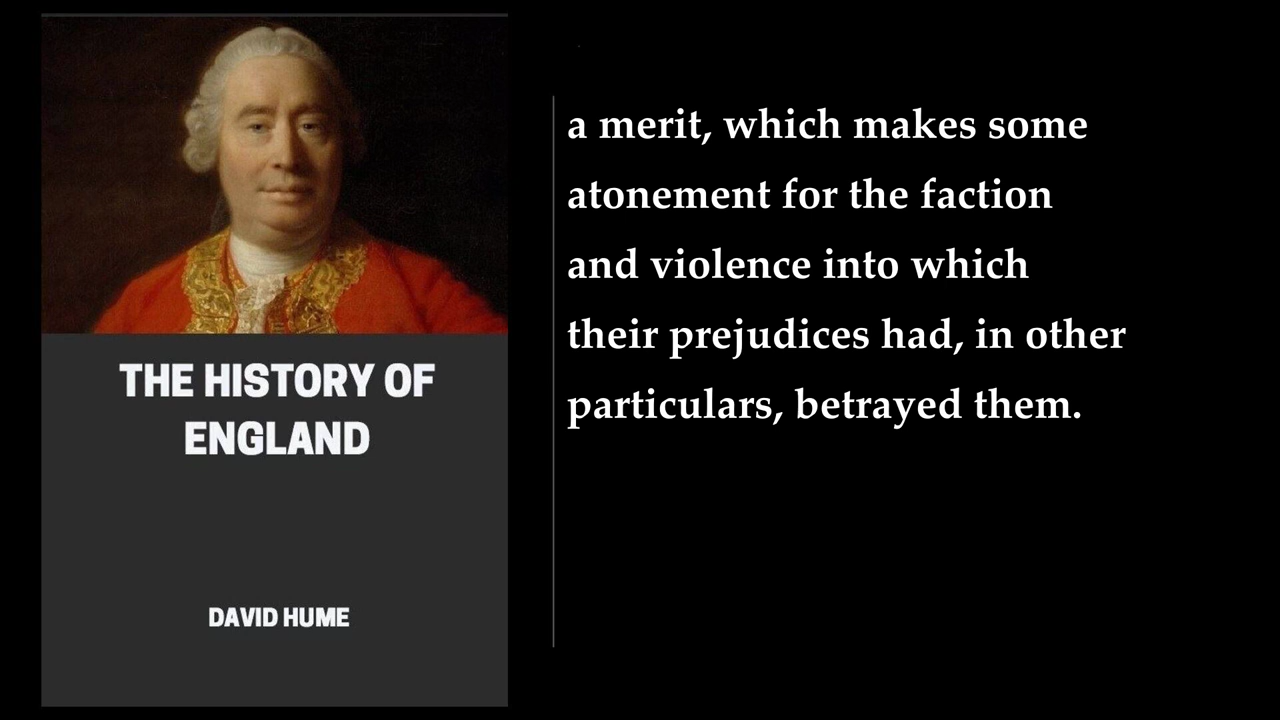 THE HISTORY OF
ENGLAND
DAVID HUME
a merit, which makes some
atonement for the faction
and violence into which
their prejudices had, in other
particulars, betrayed them.